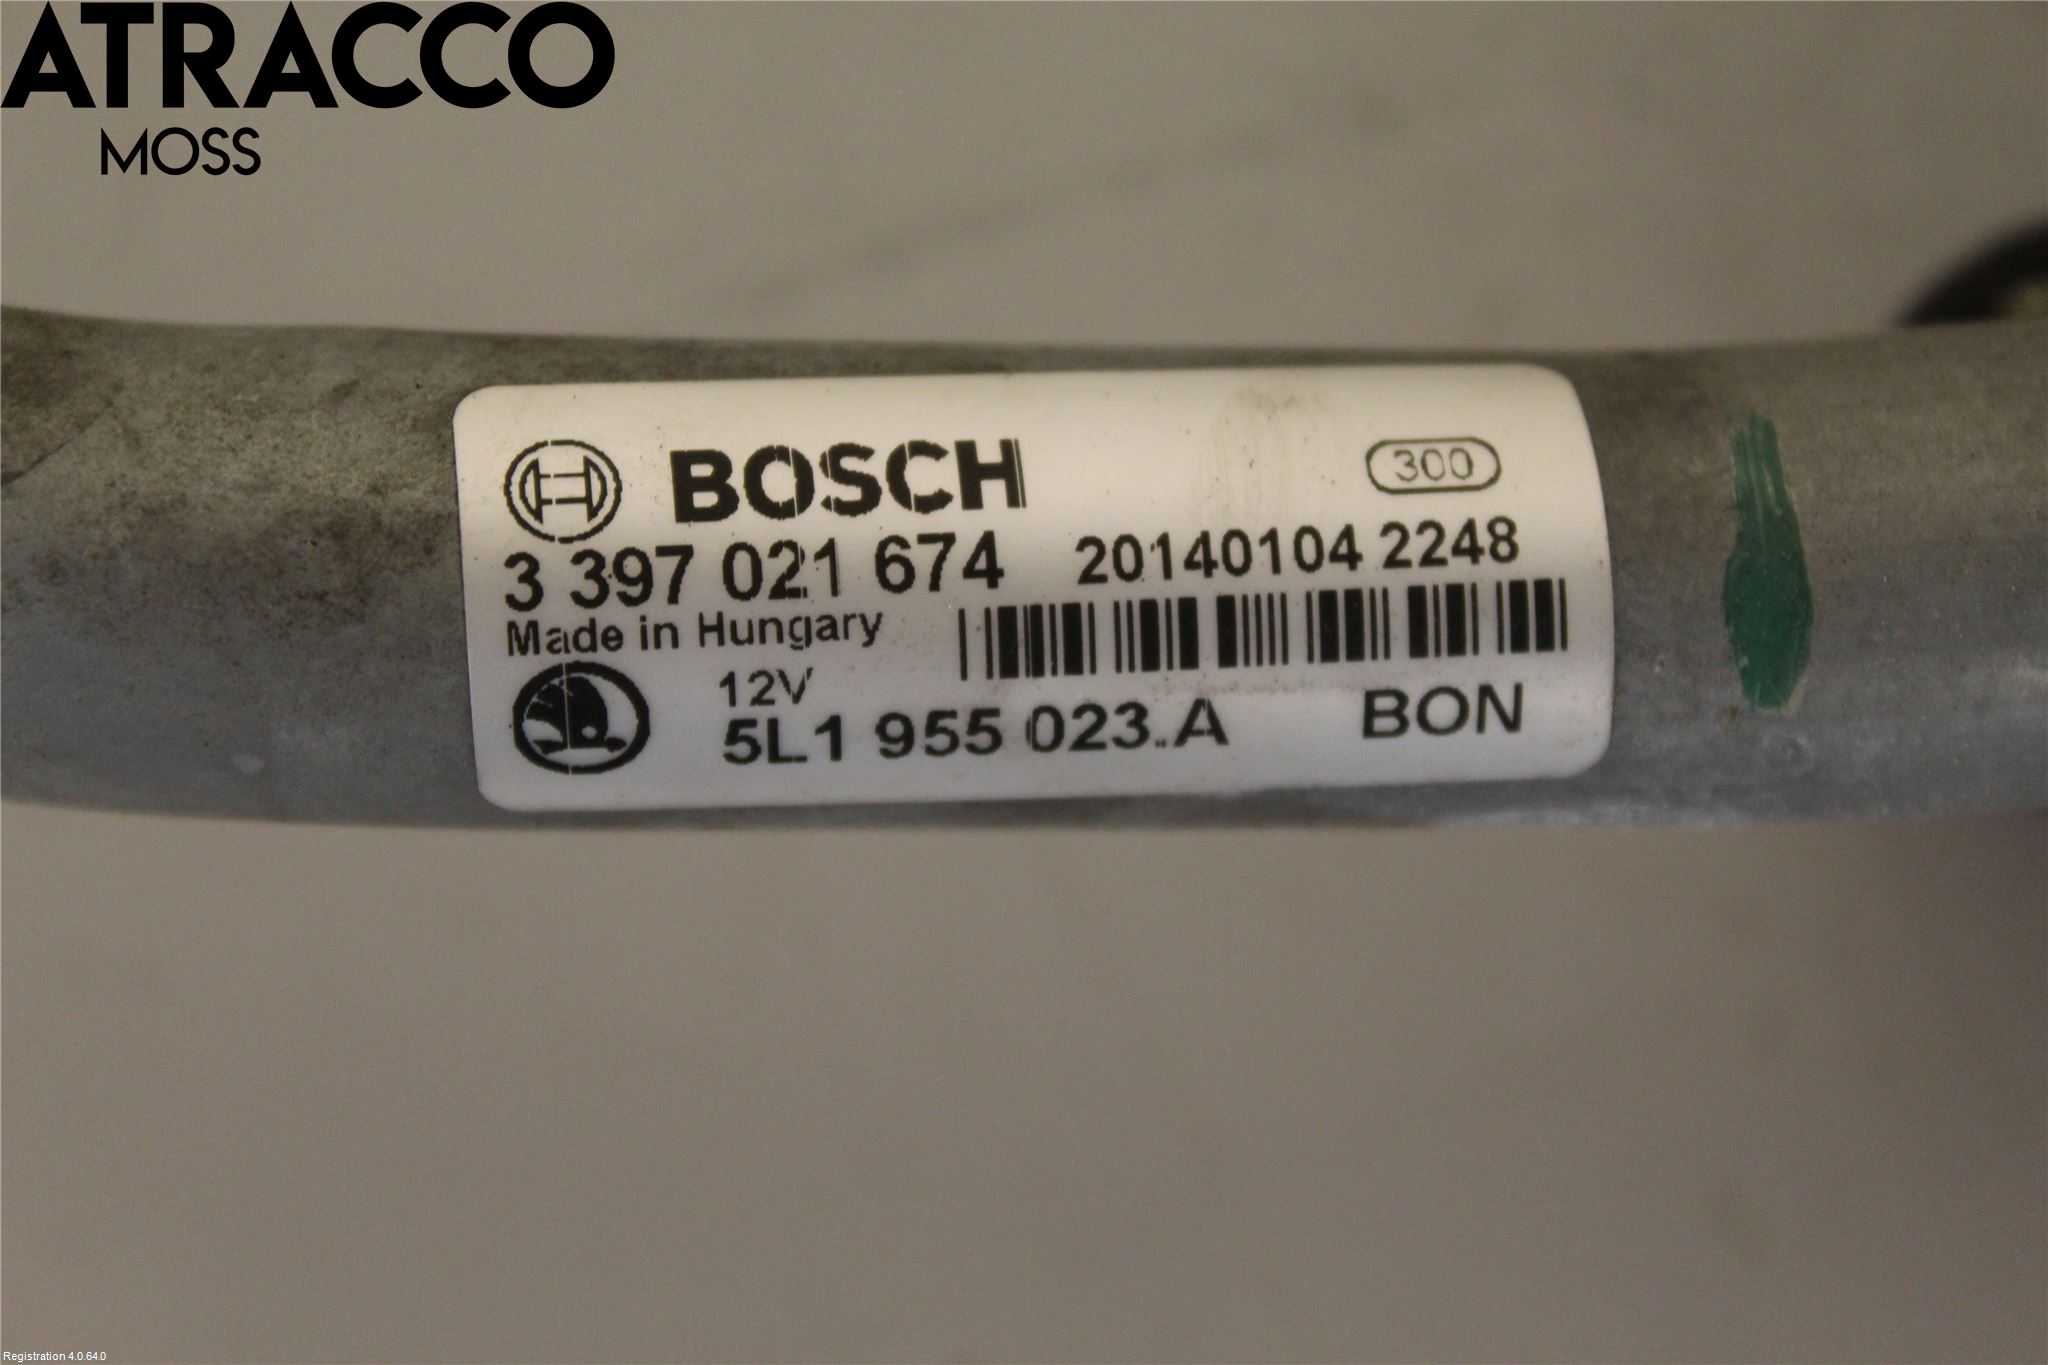 ATRACCO
MOSS
BOSCH
300
3 397 021 674 20140104 2248
Made in Hungary
12V
5L1 955 023.A BON
Registration 4.0.64.0